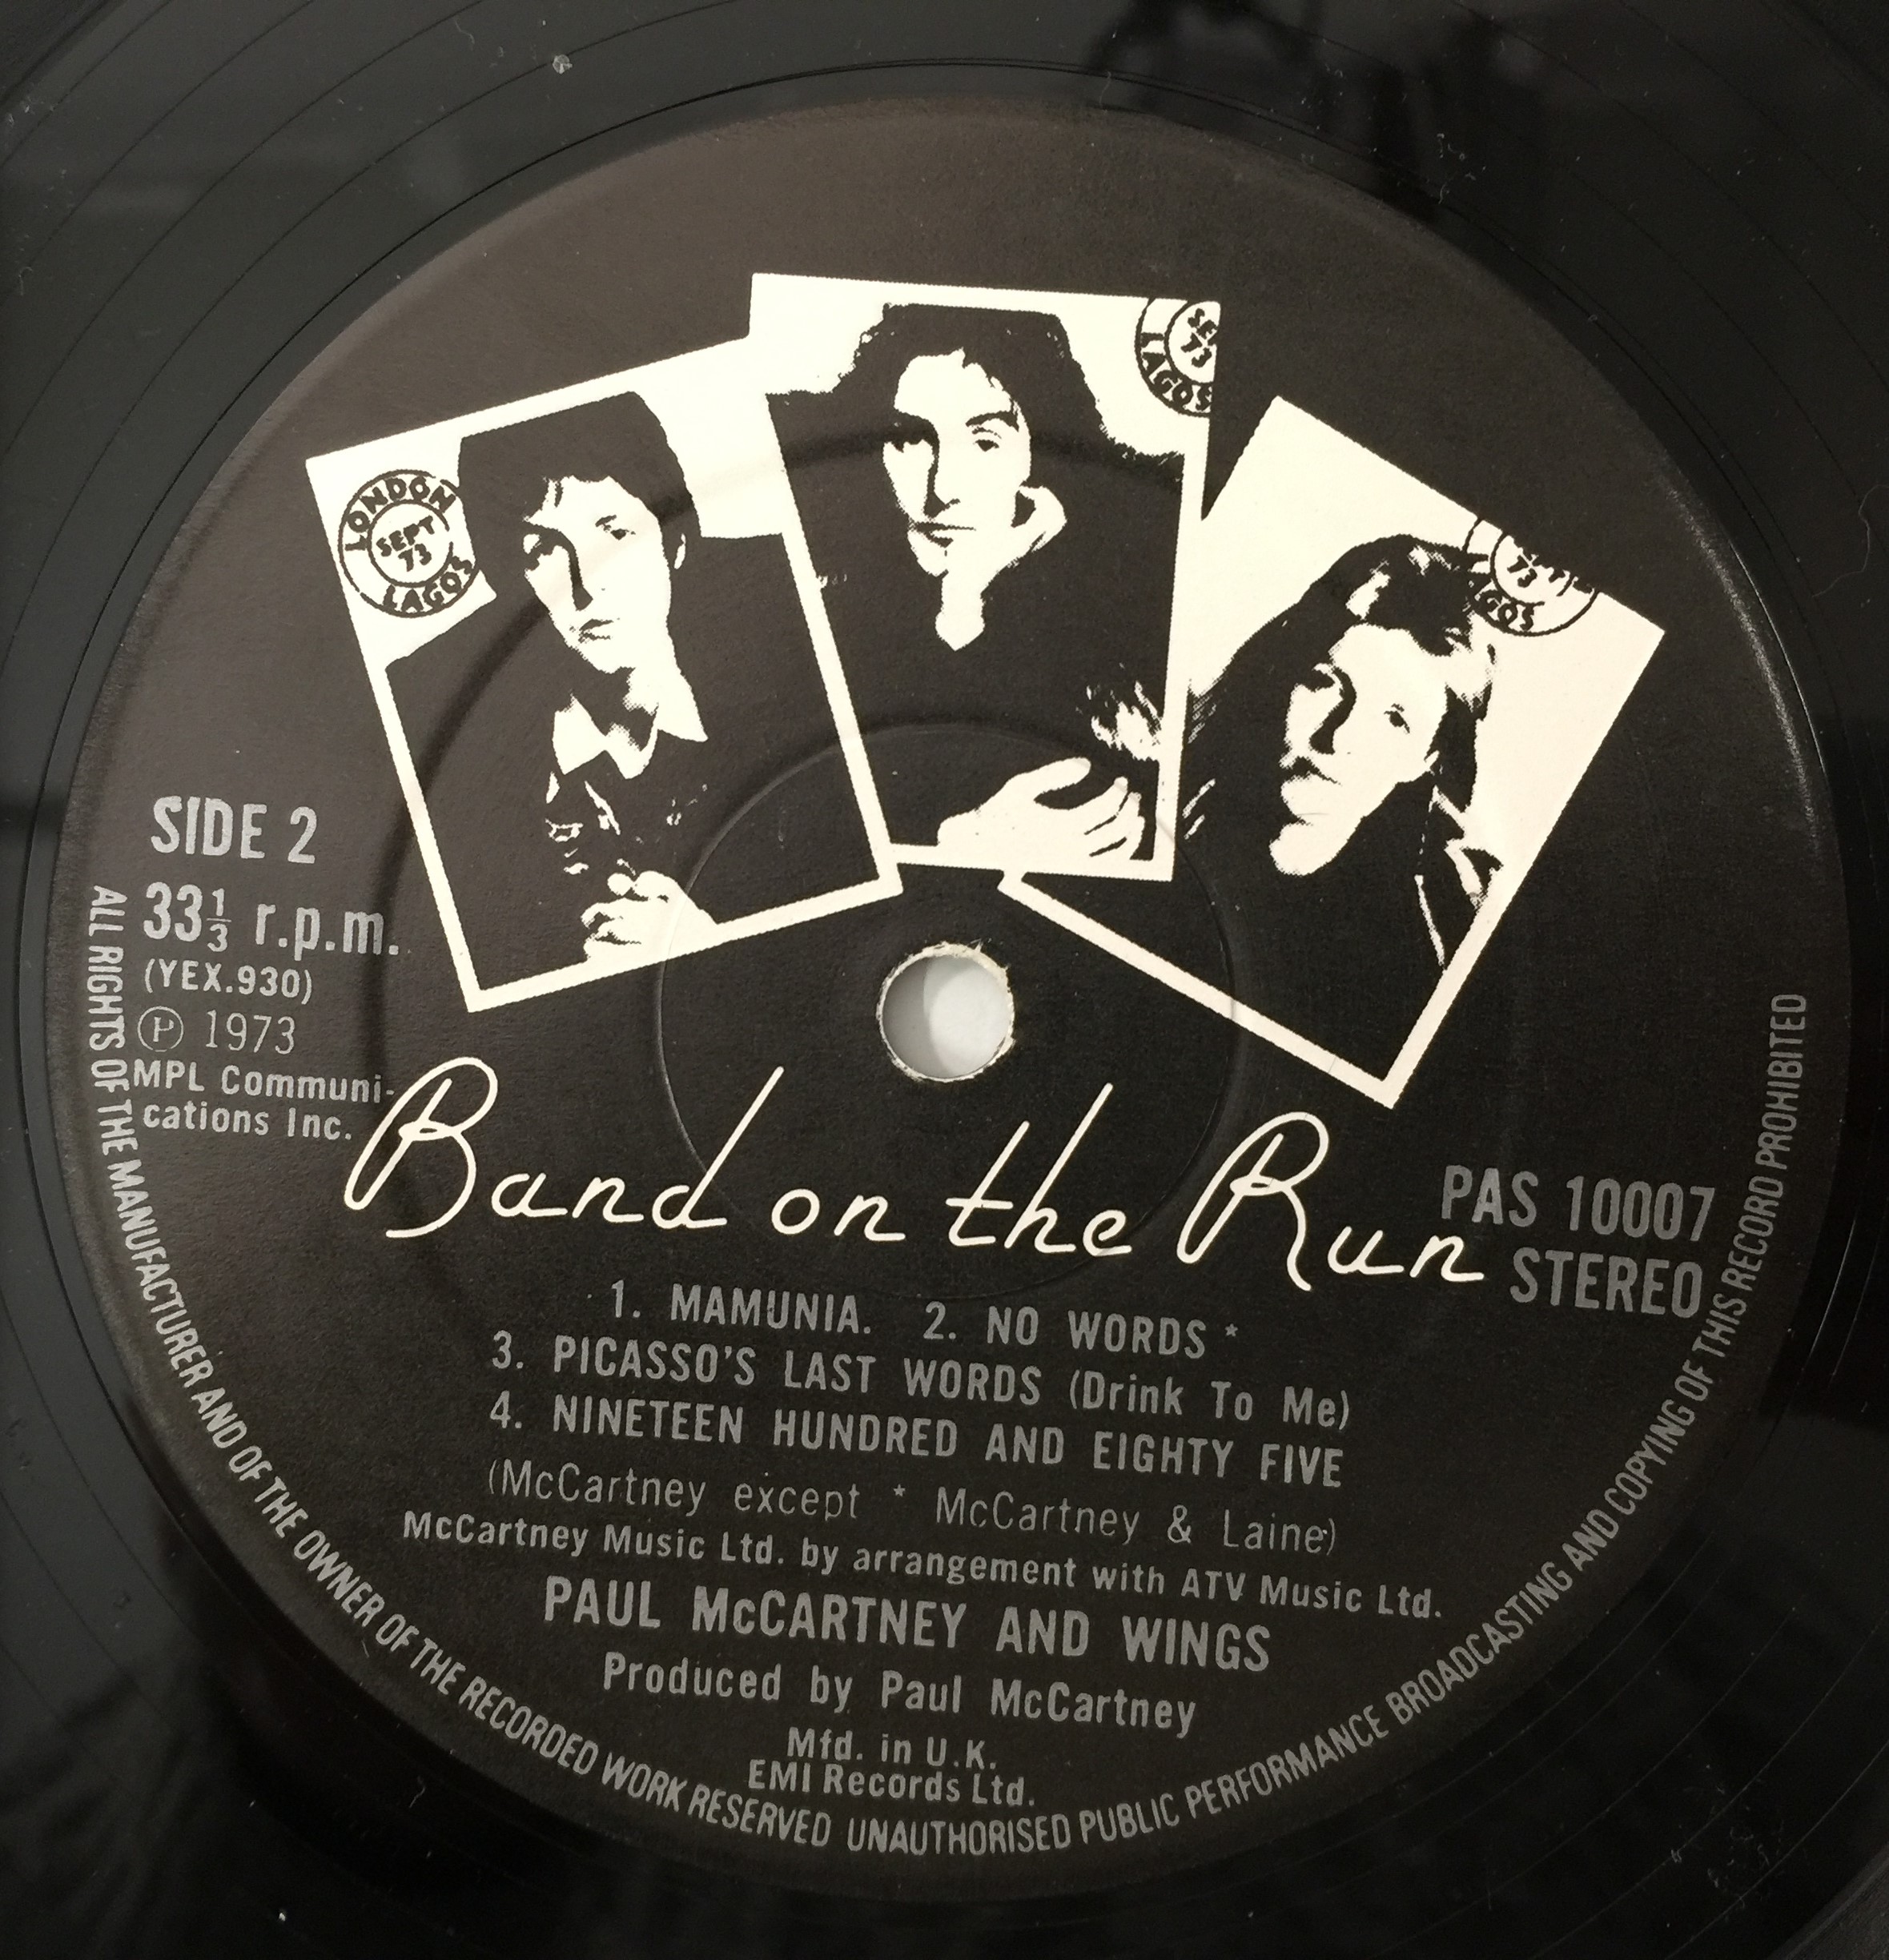 LONDON
SEPT
73
LAGOS
73
LAGOS
73
SIDE 2
33⅓ r.p.m.
(YEX.930)
Ⓟ 1973
MPL Communi-
cations Inc.
Band on the Run
PAS 10007
STEREO
1. MAMUNIA. 2. NO WORDS *
3. PICASSO'S LAST WORDS (Drink To Me)
4. NINETEEN HUNDRED AND EIGHTY FIVE
(McCartney except * McCartney & Laine)
McCartney Music Ltd. by arrangement with ATV Music Ltd.
PAUL McCARTNEY AND WINGS
Produced by Paul McCartney
Mfd. in U.K.
EMI Records Ltd.
ALL RIGHTS OF THE MANUFACTURER AND OF THE OWNER OF THE RECORDED WORK RESERVED UNAUTHORISED PUBLIC PERFORMANCE BROADCASTING AND COPYING OF THIS RECORD PROHIBITED